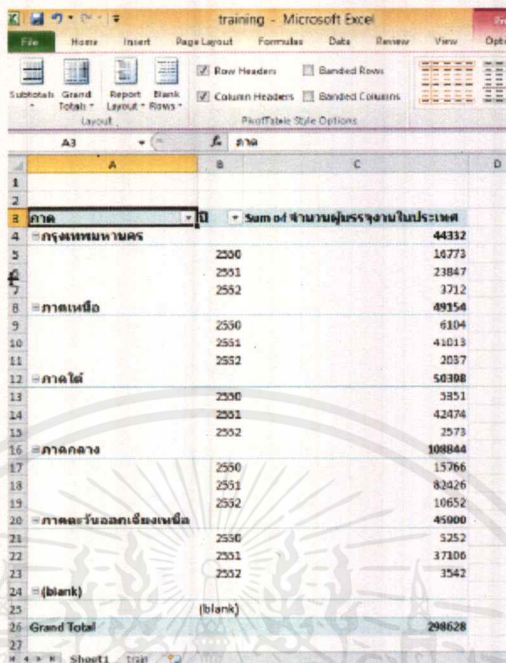 training - Microsoft Excel
File Home Insert Page Layout Formulas Data Review View Opti
Subtotals Grand Totals Report Layout Blank Rows
Row Headers Banded Rows
Column Headers Banded Columns
Layout PivotTable Style Options
A3 fx ภาค
A B C D
1
2
3 ภาค ปี Sum of จำนวนผู้บรรจุงานในประเทศ
4 กรุงเทพมหานคร 44332
5 2550 16773
6 2551 23847
7 2552 3712
8 ภาคเหนือ 49154
9 2550 6104
10 2551 41013
11 2552 2037
12 ภาคใต้ 50398
13 2550 5351
14 2551 42474
15 2552 2573
16 ภาคกลาง 108844
17 2550 15766
18 2551 82426
19 2552 10652
20 ภาคตะวันออกเฉียงเหนือ 45900
21 2550 5252
22 2551 37106
23 2552 3542
24 (blank)
25 (blank)
26 Grand Total 298628
27
Sheet1 train